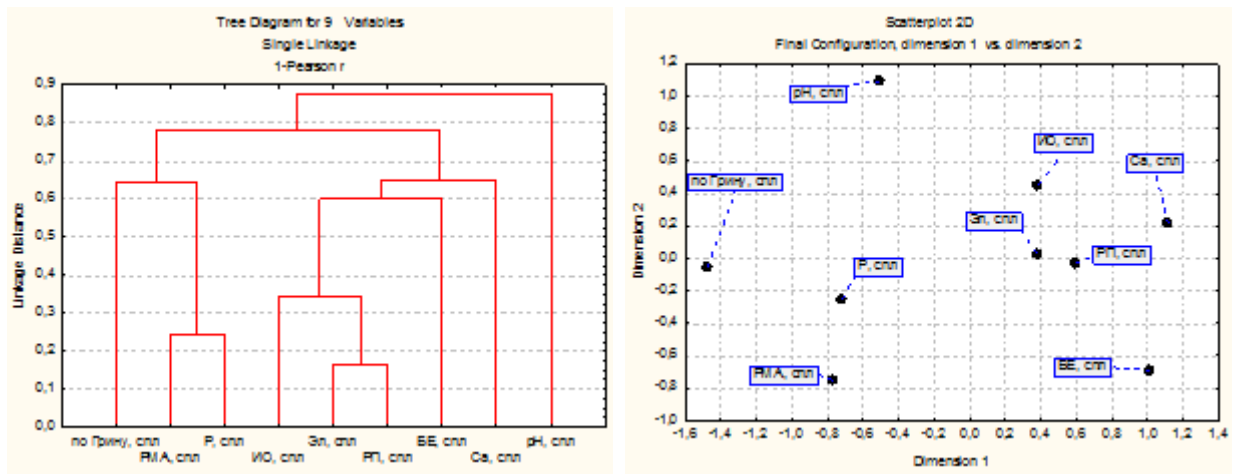 Tree Diagram for 9 Variables
Single Linkage
1-Pearson r
Linkage Distance
0,9
0,8
0,7
0,6
0,5
0,4
0,3
0,2
0,1
0,0
по Грину, спл
Р, спл
Эл, спл
БЕ, спл
рН, спл
РМА, спл
ИО, спл
РП, спл
Са, спл
Scatterplot 2D
Final Configuration, dimension 1 vs. dimension 2
Dimension 2
1,2
1,0
0,8
0,6
0,4
0,2
0,0
-0,2
-0,4
-0,6
-0,8
-1,0
рН, спл
ИО, спл
Са, спл
по Грину, спл
Эл, спл
РП, спл
Р, спл
РМА, спл
БЕ, спл
-1,6 -1,4 -1,2 -1,0 -0,8 -0,6 -0,4 -0,2 0,0 0,2 0,4 0,6 0,8 1,0 1,2 1,4
Dimension 1